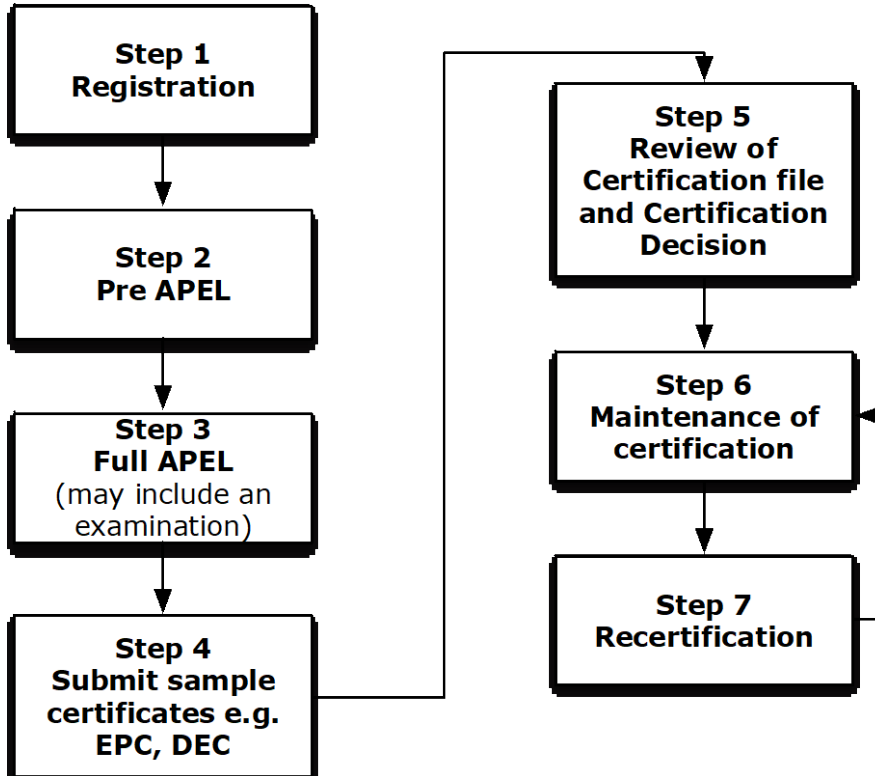 Step 1
Registration
Step 2
Pre APEL
Step 3
Full APEL
(may include an
examination)
Step 4
Submit sample
certificates e.g.
EPC, DEC
Step 5
Review of
Certification file
and Certification
Decision
Step 6
Maintenance of
certification
Step 7
Recertification